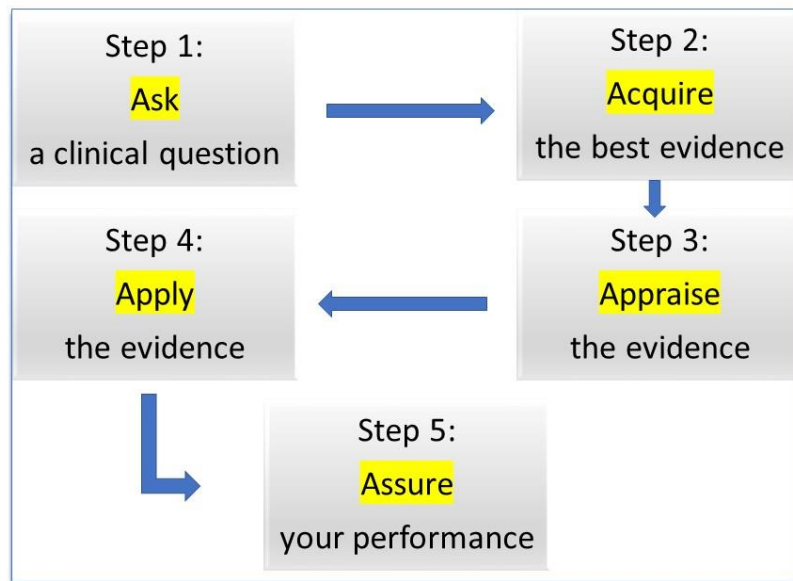 Step 1:
Ask
a clinical question
Step 2:
Acquire
the best evidence
Step 3:
Appraise
the evidence
Step 4:
Apply
the evidence
Step 5:
Assure
your performance